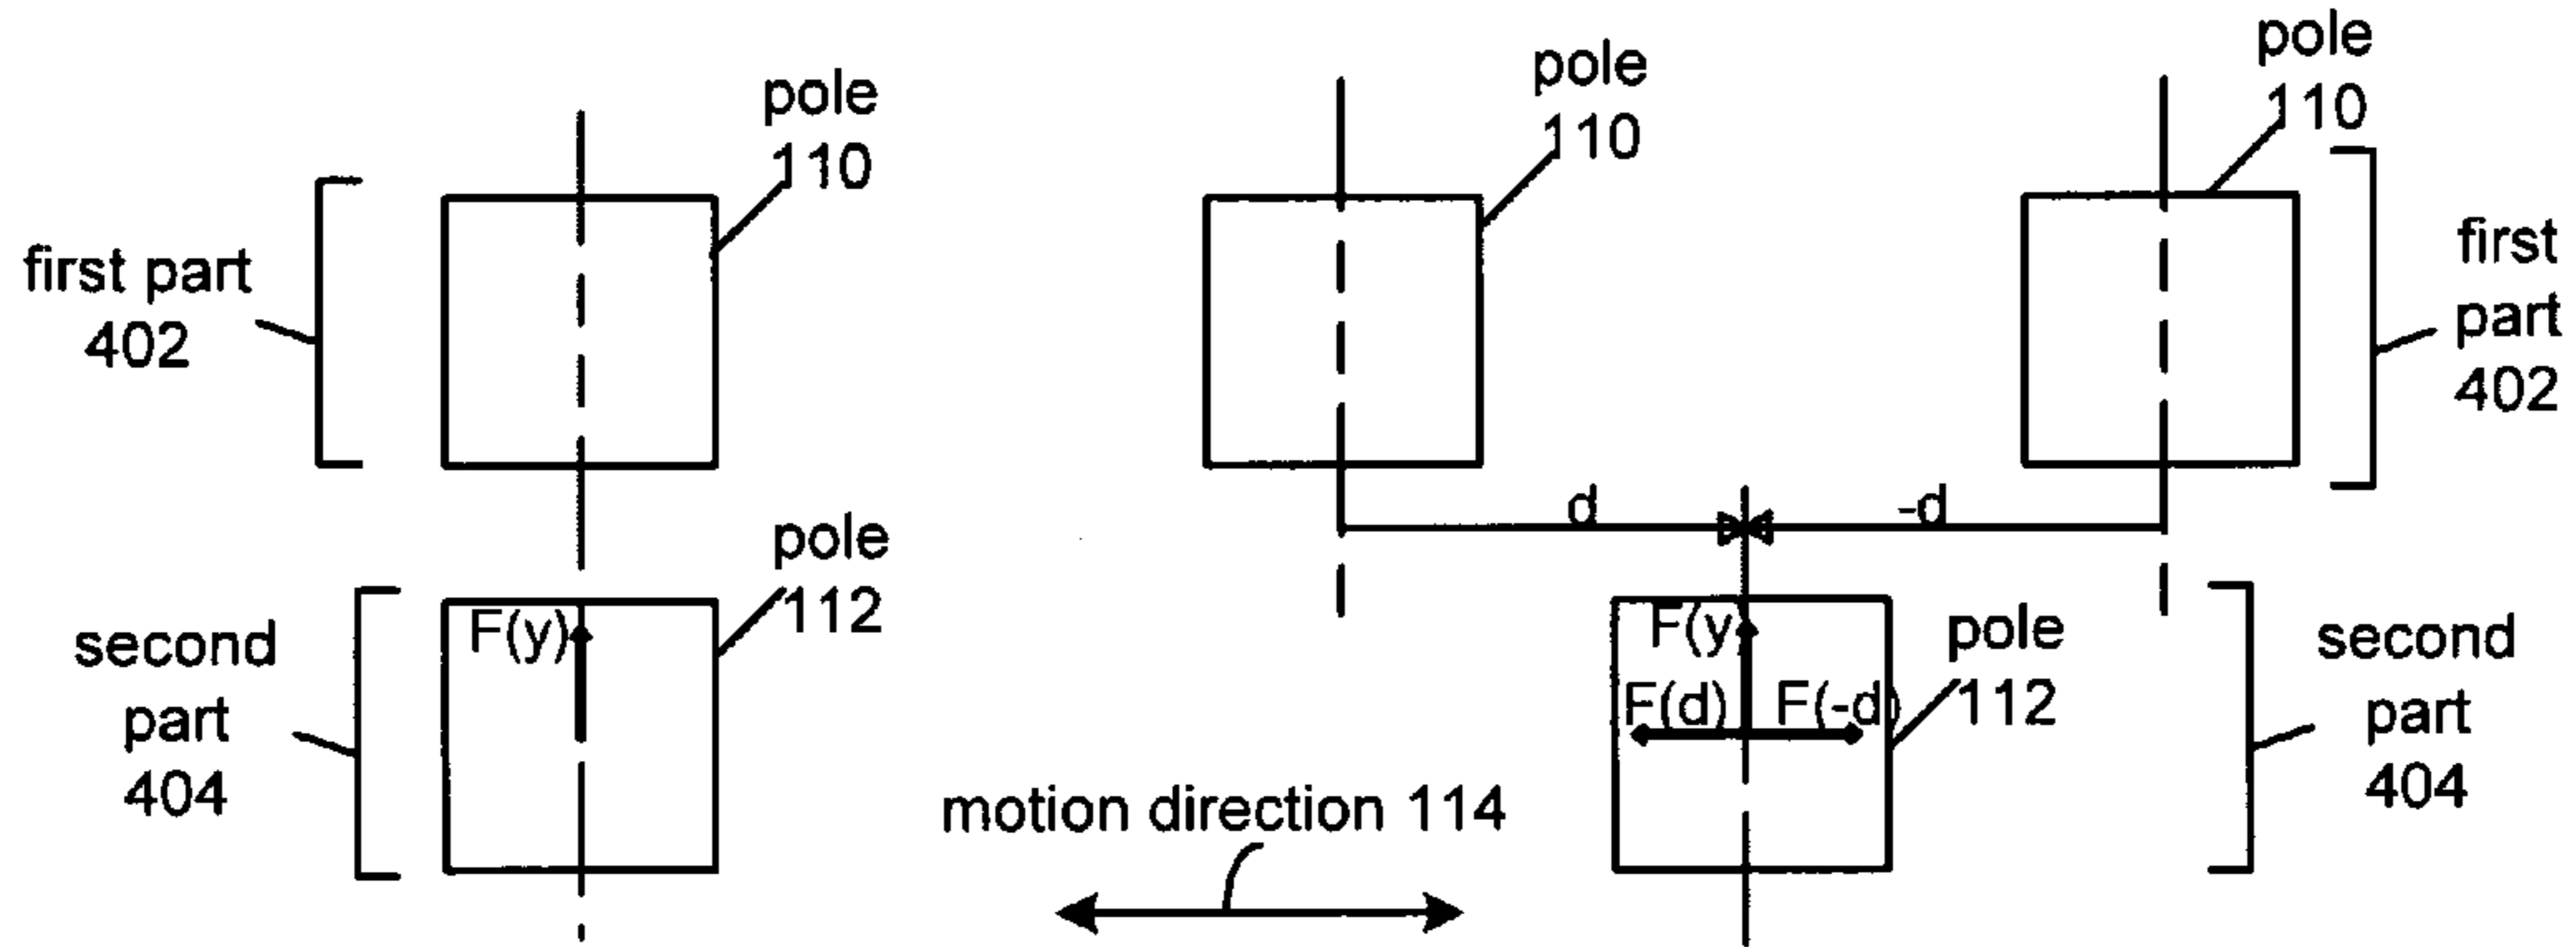 pole
110
first part
402
pole
112
F(y)
second
part
404
pole
110
pole
110
first
part
402
d
-d
F(y
F(d)
F(-d)
pole
112
second
part
404
motion direction 114